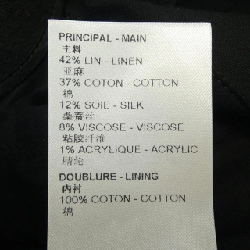 PRINCIPAL - MAIN
主料
42% LIN - LINEN
亚麻
37% COTON - COTTON
棉
12% SOIE - SILK
桑蚕丝
8% VISCOSE - VISCOSE
粘胶纤维
1% ACRYLIQUE - ACRYLIC
腈纶
DOUBLURE - LINING
内衬
100% COTON - COTTON
棉